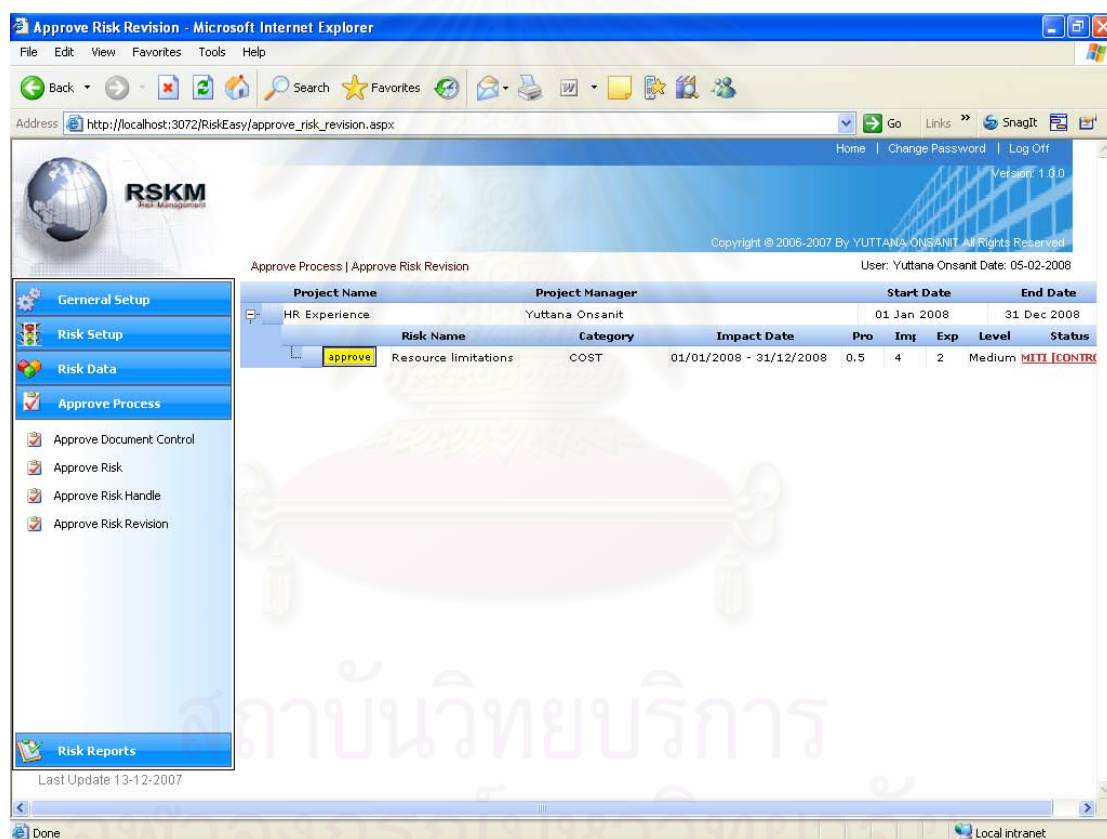 Approve Risk Revision - Microsoft Internet Explorer
File Edit View Favorites Tools Help
Back Search Favorites
Address http://localhost:3072/RiskEasy/approve_risk_revision.aspx Go Links » SnagIt
Home | Change Password | Log Off
Version: 1.0.0
RSKM
Risk Management
Copyright © 2006-2007 By YUTTANA ONSANIT All Rights Reserved
Approve Process | Approve Risk Revision User: Yuttana Onsanit Date: 05-02-2008
Gerneral Setup
Risk Setup
Risk Data
Approve Process
Approve Document Control
Approve Risk
Approve Risk Handle
Approve Risk Revision
Risk Reports
Last Update 13-12-2007
Project Name Project Manager Start Date End Date
HR Experience Yuttana Onsanit 01 Jan 2008 31 Dec 2008
Risk Name Category Impact Date Pro Imp Exp Level Status
approve Resource limitations COST 01/01/2008 - 31/12/2008 0.5 4 2 Medium MITI [CONTRO
สถาบันวิทยบริการ
Done Local intranet